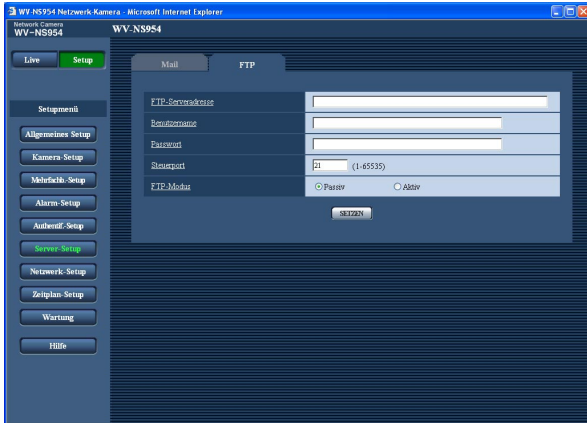 WV-NS954 Netzwerk-Kamera - Microsoft Internet Explorer
Network Camera
WV-NS954
WV-NS954
Live
Setup
Mail
FTP
Setupmenü
Allgemeines Setup
Kamera-Setup
Mehrfachb.-Setup
Alarm-Setup
Authentif.-Setup
Server-Setup
Netzwerk-Setup
Zeitplan-Setup
Wartung
Hilfe
FTP-Serveradresse
Benutzername
Passwort
Steuerport
21 (1-65535)
FTP-Modus
Passiv
Aktiv
SETZEN